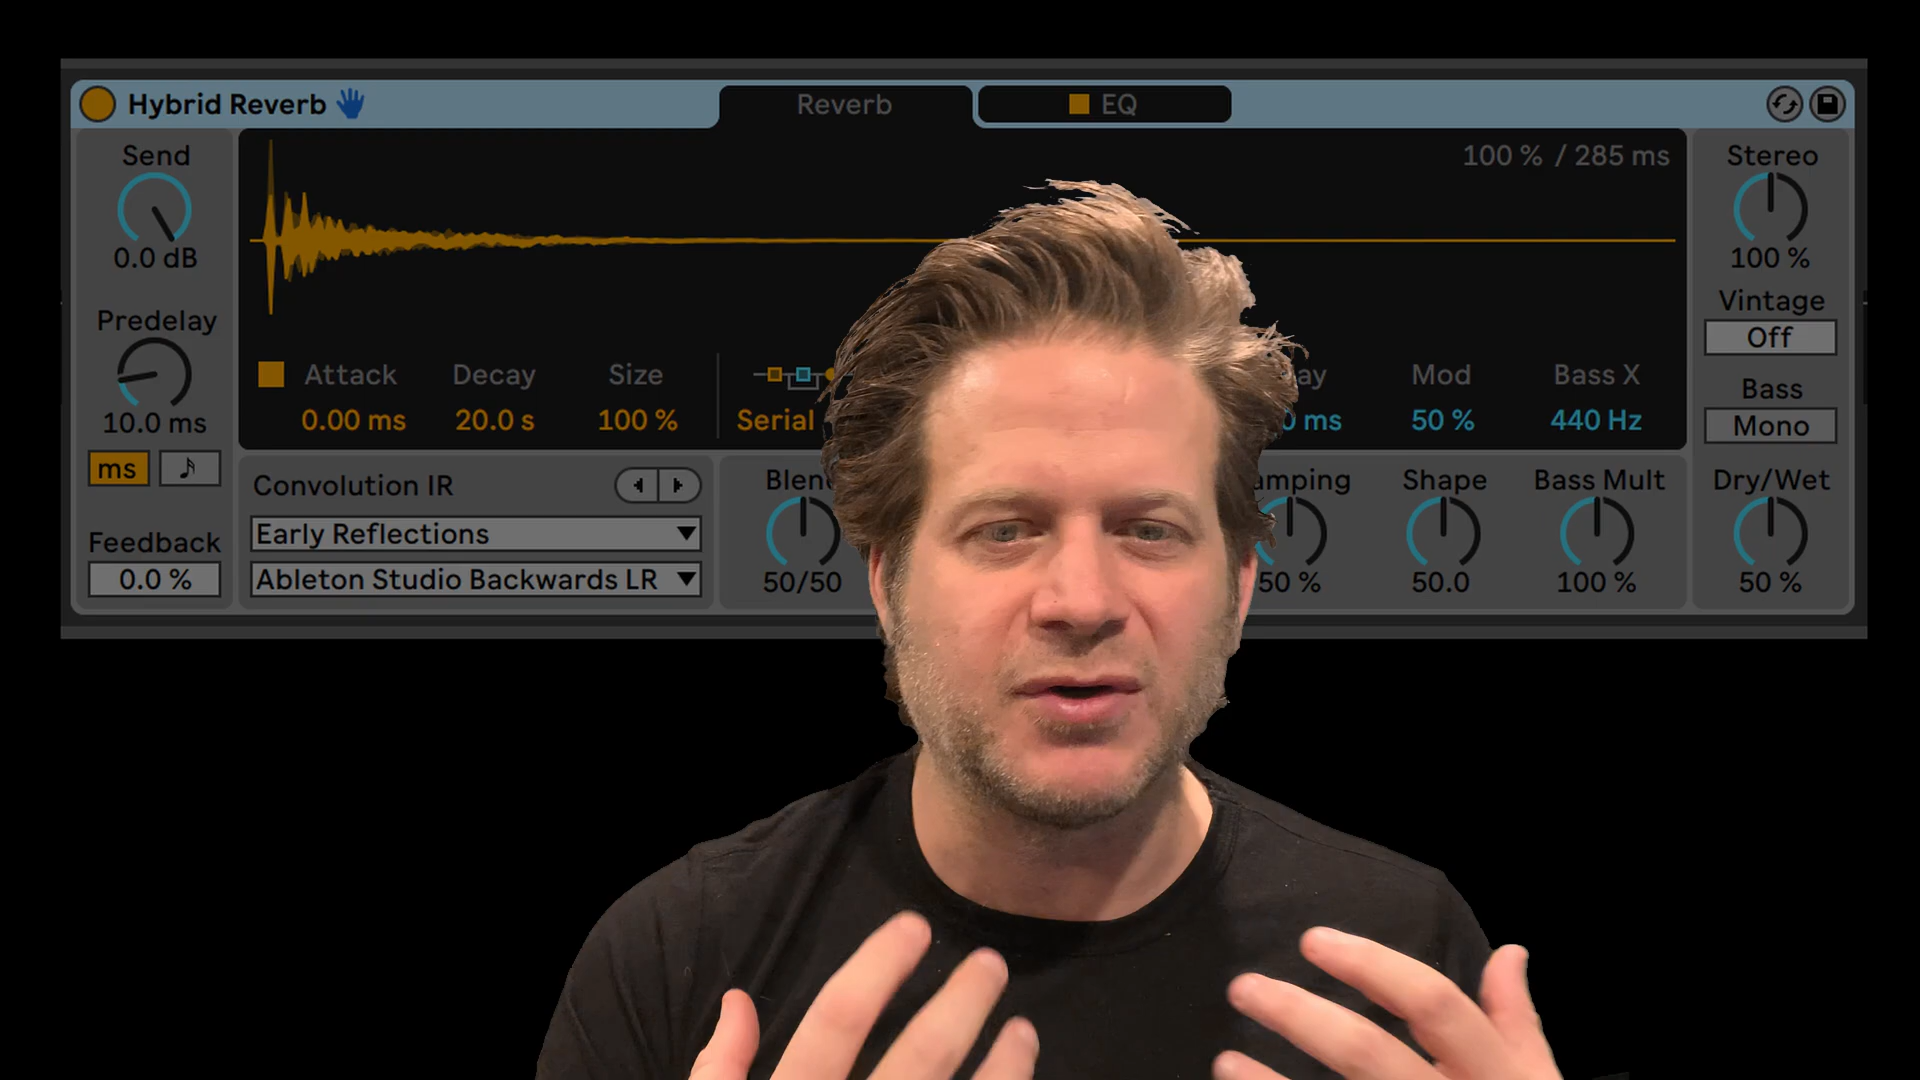 Hybrid Reverb
Reverb
EQ
Send
0.0 dB
Predelay
10.0 ms
ms
Feedback
0.0 %
100 % / 285 ms
Attack
Decay
Size
0.00 ms
20.0 s
100 %
Serial
Mod
Bass X
ms
50 %
440 Hz
Convolution IR
Early Reflections
Ableton Studio Backwards LR
50/50
50 %
Shape
50.0
Bass Mult
100 %
Stereo
100 %
Vintage
Off
Bass
Mono
Dry/Wet
50 %